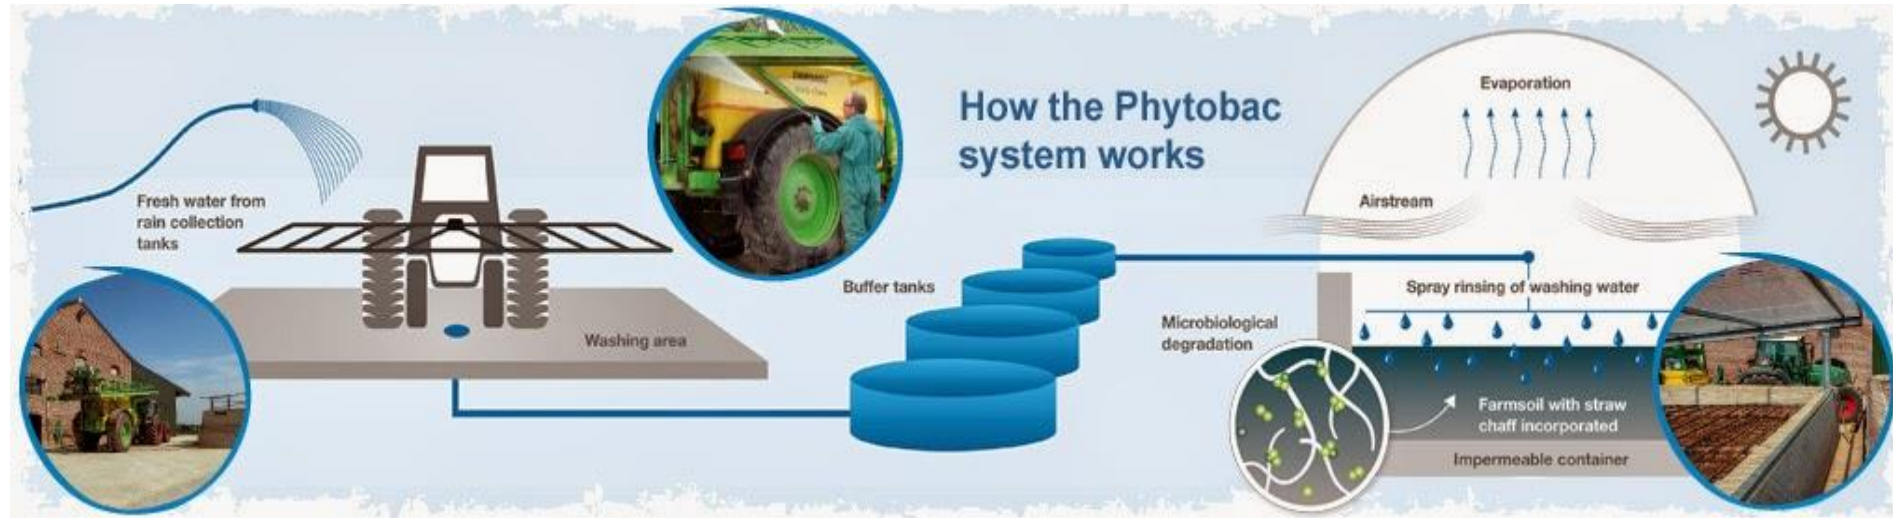 Fresh water from
rain collection
tanks
Washing area
How the Phytobac
system works
Buffer tanks
Evaporation
Airstream
Spray rinsing of washing water
Microbiological
degradation
Farmsoil with straw
chaff incorporated
Impermeable container